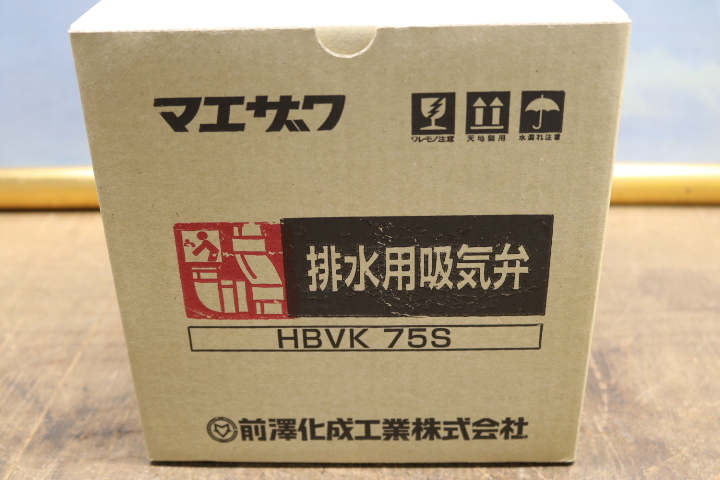 マエザワ
ワレモノ注意 天地無用 水濡れ注意
排水用吸気弁
HBVK 75S
前澤化成工業株式会社